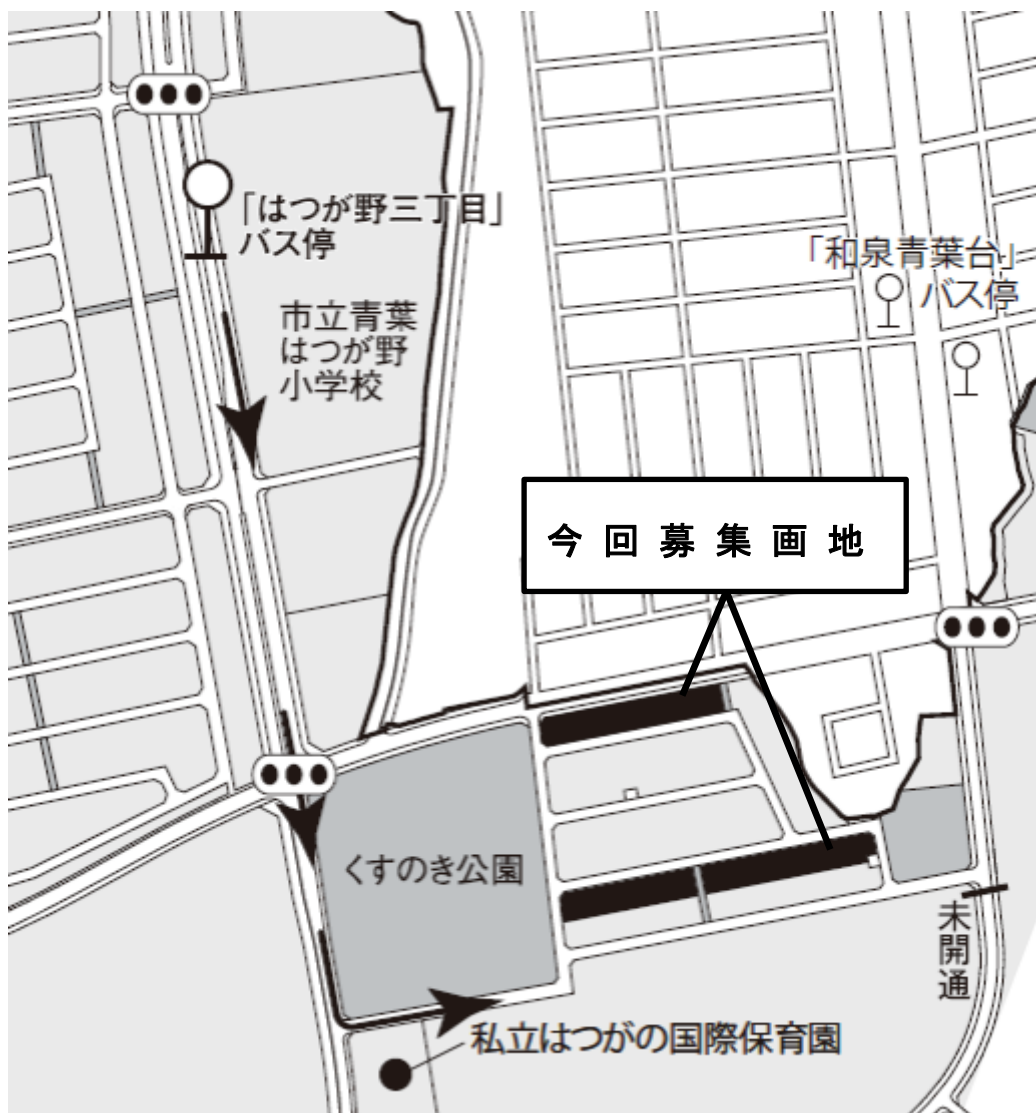 「はつが野三丁目」
バス停
市立青葉
はつが野
小学校
「和泉青葉台」
バス停
今回募集画地
くすのき公園
未開通
私立はつがの国際保育園